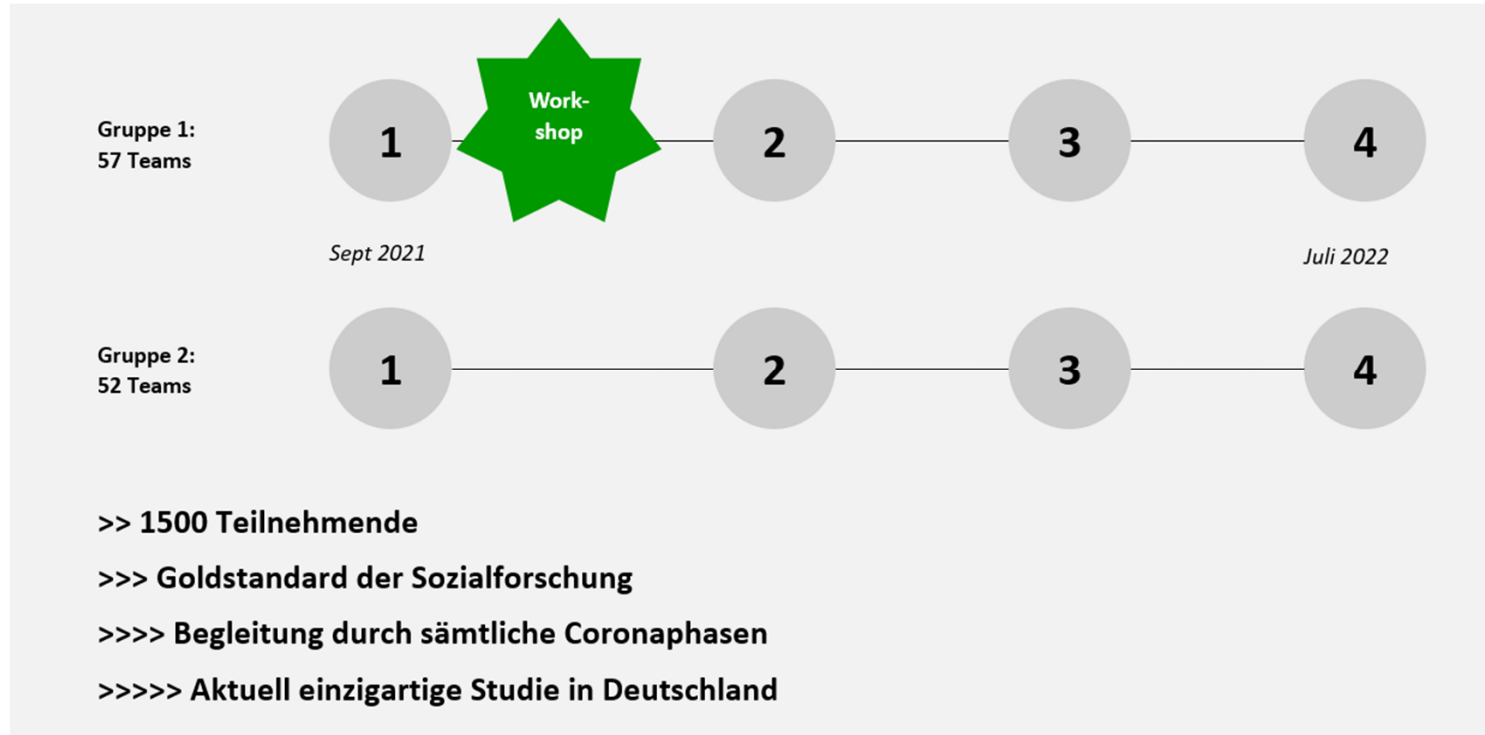 Work-
shop
Gruppe 1:
57 Teams
1
2
3
4
Sept 2021
Juli 2022
Gruppe 2:
52 Teams
1
2
3
4
>> 1500 Teilnehmende
>>> Goldstandard der Sozialforschung
>>>> Begleitung durch sämtliche Coronaphasen
>>>>> Aktuell einzigartige Studie in Deutschland